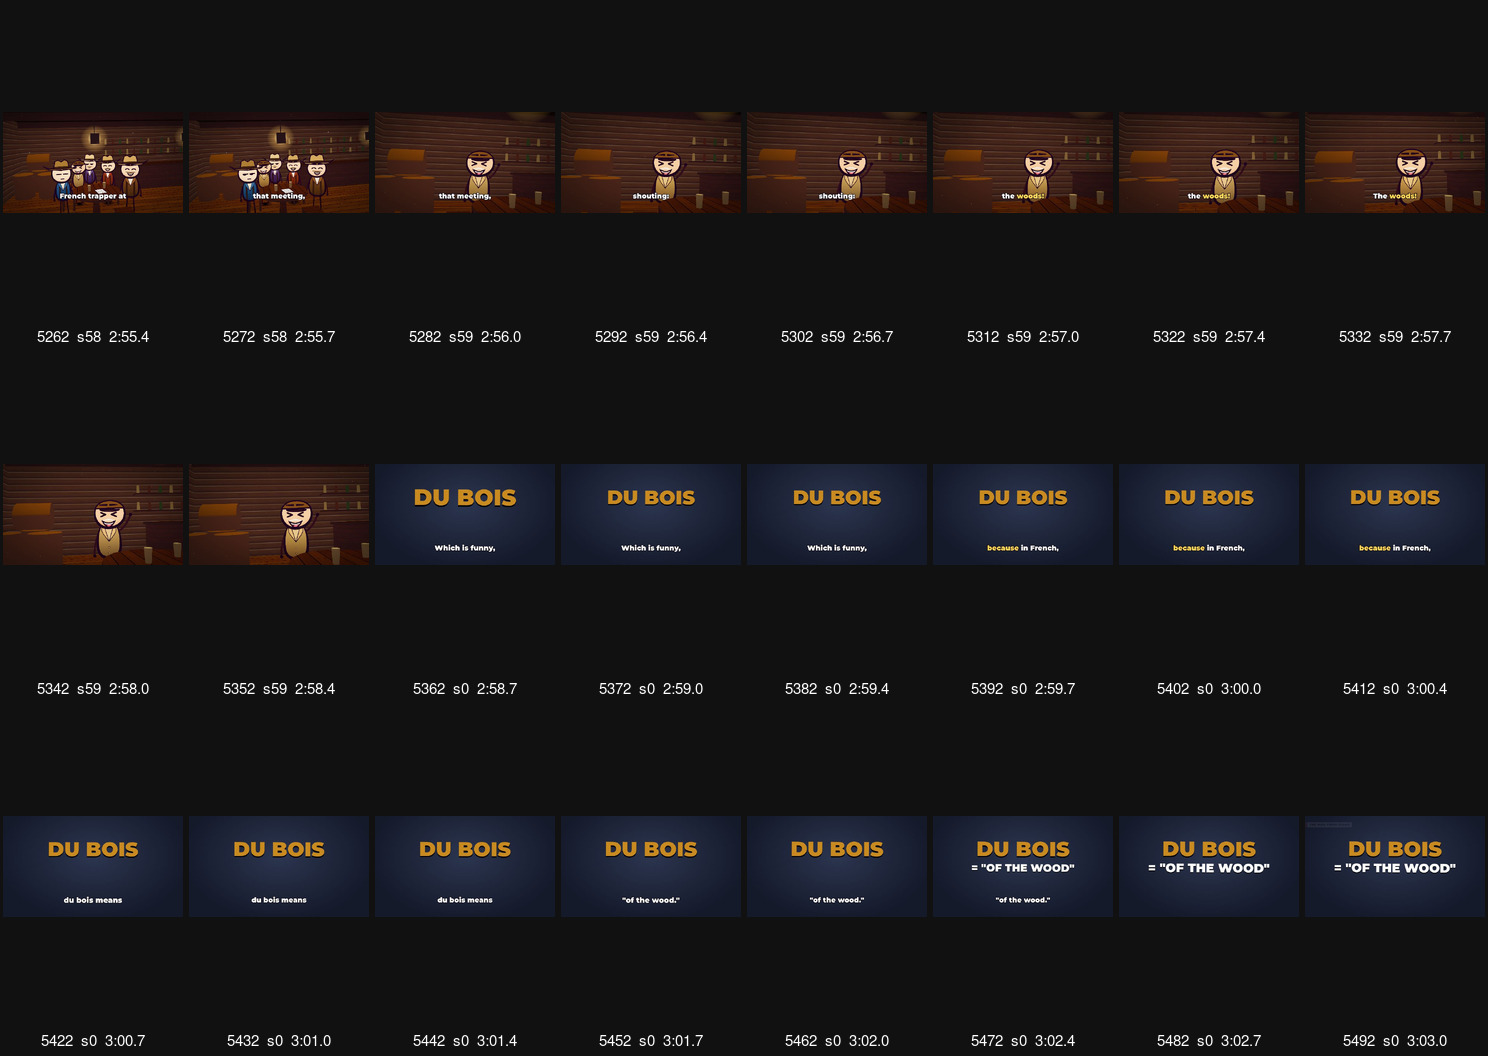 French trapper at
that meeting,
that meeting,
shouting:
shouting:
the woods!
the woods!
The woods!
5262 s58 2:55.4
5272 s58 2:55.7
5282 s59 2:56.0
5292 s59 2:56.4
5302 s59 2:56.7
5312 s59 2:57.0
5322 s59 2:57.4
5332 s59 2:57.7
DU BOIS
Which is funny,
DU BOIS
Which is funny,
DU BOIS
Which is funny,
DU BOIS
because in French,
DU BOIS
because in French,
DU BOIS
because in French,
5342 s59 2:58.0
5352 s59 2:58.4
5362 s0 2:58.7
5372 s0 2:59.0
5382 s0 2:59.4
5392 s0 2:59.7
5402 s0 3:00.0
5412 s0 3:00.4
DU BOIS
du bois means
DU BOIS
du bois means
DU BOIS
du bois means
DU BOIS
"of the wood."
DU BOIS
"of the wood."
DU BOIS
= "OF THE WOOD"
"of the wood."
DU BOIS
= "OF THE WOOD"
DU BOIS
= "OF THE WOOD"
5422 s0 3:00.7
5432 s0 3:01.0
5442 s0 3:01.4
5452 s0 3:01.7
5462 s0 3:02.0
5472 s0 3:02.4
5482 s0 3:02.7
5492 s0 3:03.0